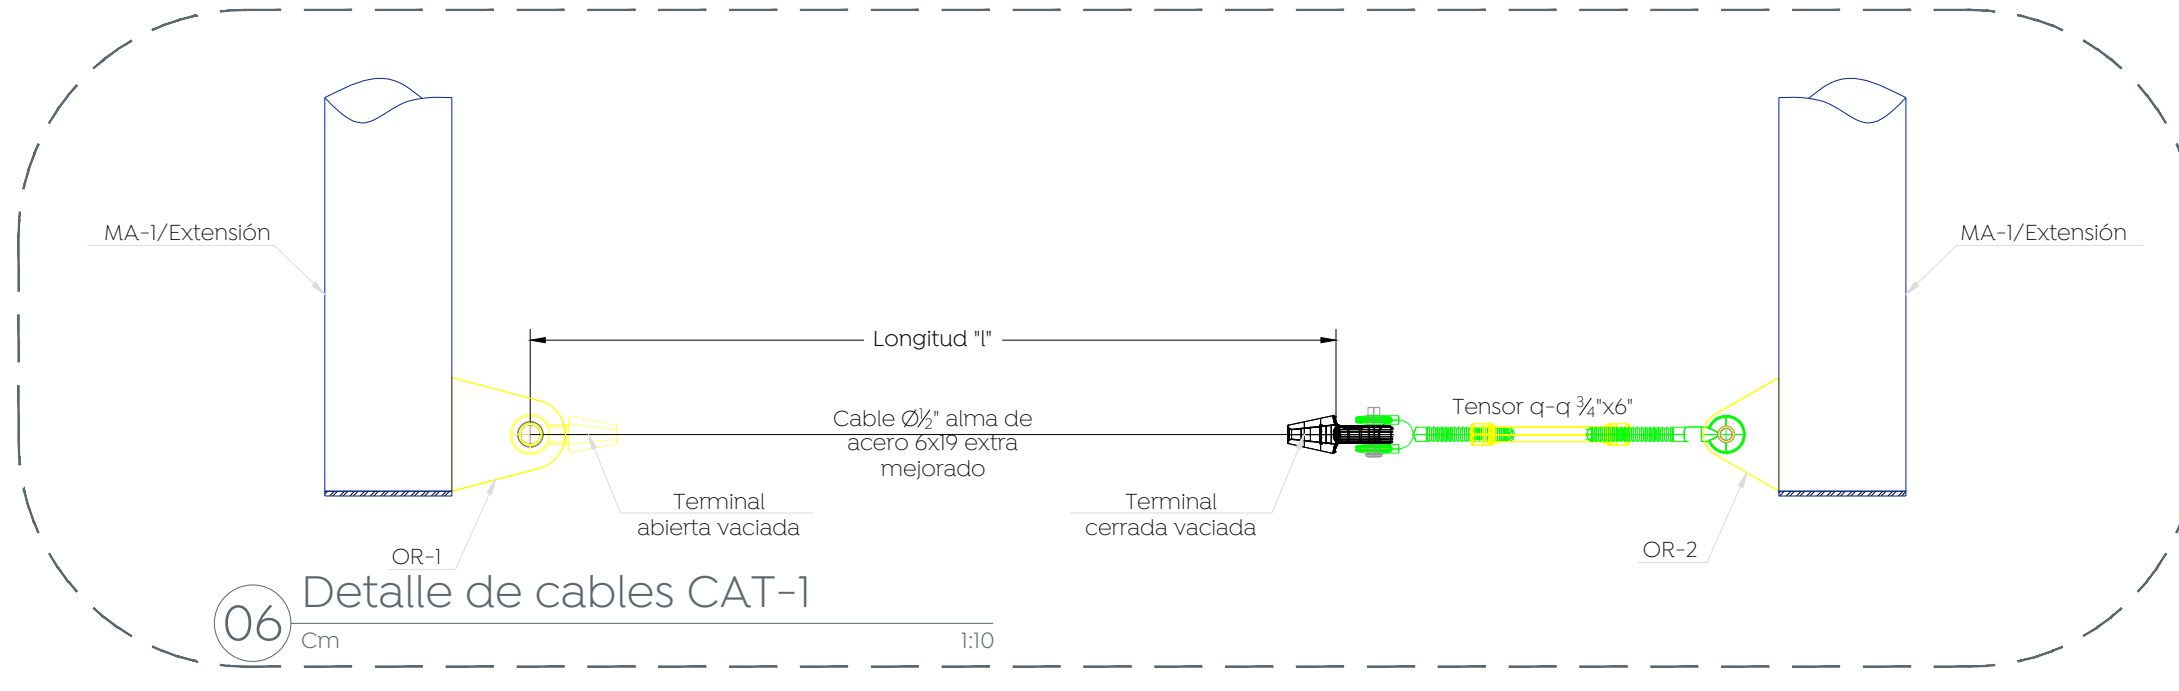 MA-1/Extensión
MA-1/Extensión
Longitud "l"
Cable Ø½" alma de
acero 6x19 extra
mejorado
Tensor q-q ¾"x6"
Terminal
abierta vaciada
Terminal
cerrada vaciada
OR-1
OR-2
06
Detalle de cables CAT-1
Cm
1:10